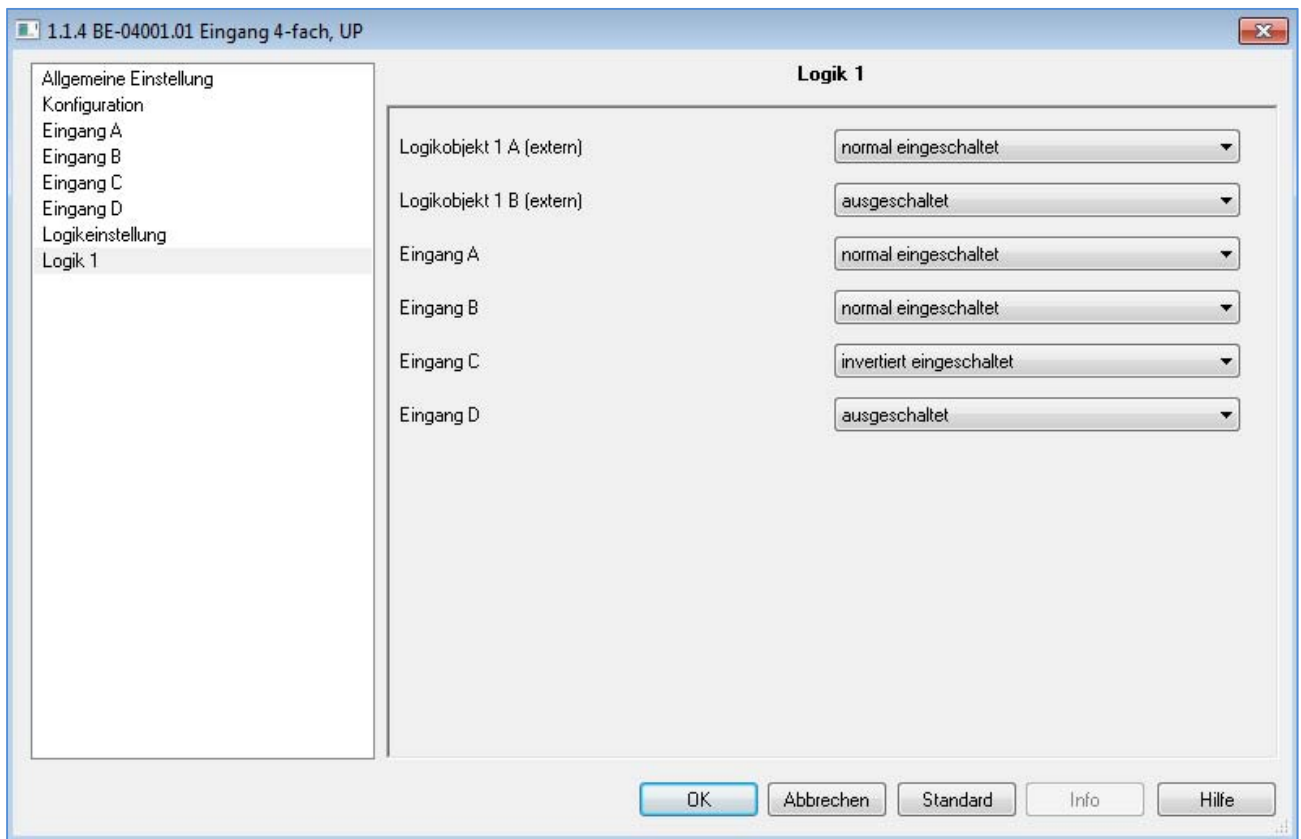 1.1.4 BE-04001.01 Eingang 4-fach, UP
Allgemeine Einstellung
Konfiguration
Eingang A
Eingang B
Eingang C
Eingang D
Logikeinstellung
Logik 1
Logik 1
Logikobjekt 1 A (extern) normal eingeschaltet
Logikobjekt 1 B (extern) ausgeschaltet
Eingang A normal eingeschaltet
Eingang B normal eingeschaltet
Eingang C invertiert eingeschaltet
Eingang D ausgeschaltet
OK Abbrechen Standard Info Hilfe